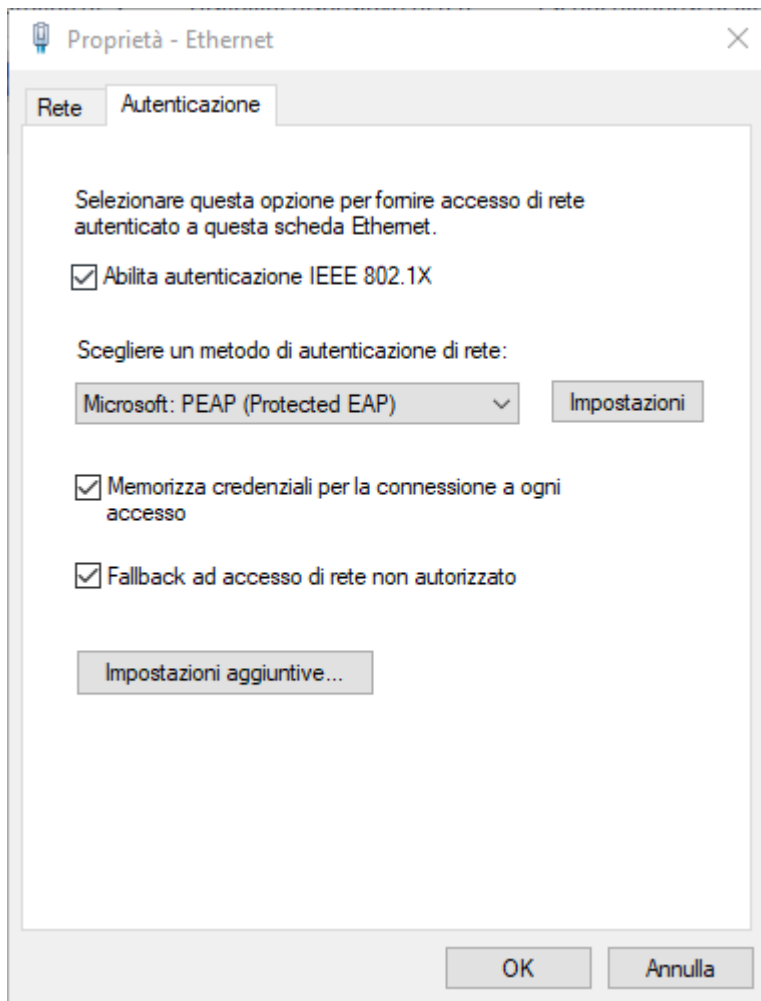 Proprietà - Ethernet
Rete
Autenticazione
Selezionare questa opzione per fornire accesso di rete
autenticato a questa scheda Ethernet.
Abilita autenticazione IEEE 802.1X
Scegliere un metodo di autenticazione di rete:
Microsoft: PEAP (Protected EAP)
Impostazioni
Memorizza credenziali per la connessione a ogni
accesso
Fallback ad accesso di rete non autorizzato
Impostazioni aggiuntive...
OK
Annulla